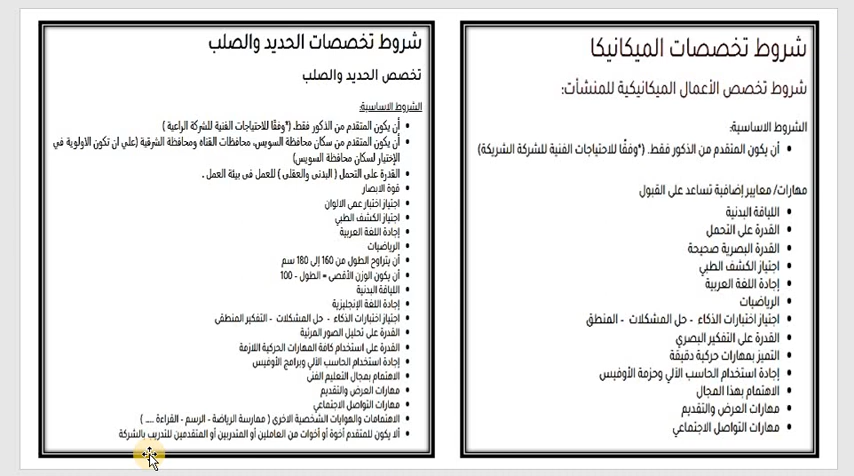 شروط تخصصات الميكانيكا
شروط تخصص الأعمال الميكانيكية للمنشأت:
الشروط الاساسية:
أن يكون المتقدم من الذكور فقط. (*وفقًا للاحتياجات الفنية للشركة الشريكة)
مهارات/ معايير إضافية تساعد على القبول
اللياقة البدنية
القدرة على التحمل
القدرة البصرية صحيحة
اجتياز الكشف الطبي
إجادة اللغة العربية
الرياضيات
اجتياز اختبارات الذكاء - حل المشكلات - المنطق
القدرة على التفكير البصري
التميز بمهارات حركية دقيقة
إجادة استخدام الحاسب الآلي وحزمة الأوفيس
الاهتمام بهذا المجال
مهارات العرض والتقديم
مهارات التواصل الاجتماعي
شروط تخصصات الحديد والصلب
تخصص الحديد والصلب
الشروط الاساسية:
أن يكون المتقدم من الذكور فقط. (*وفقًا للاحتياجات الفنية للشركة الراعية )
أن يكون المتقدم من سكان محافظة السويس، محافظات القناه ومحافظة الشرقية (علي ان تكون الاولوية في
الإختيار لسكان محافظة السويس)
القدرة على التحمل ( البدنى والعقلى ) للعمل فى بيئة العمل .
قوة الابصار
اجتياز اختبار عمى الالوان
اجتياز الكشف الطبي
إجادة اللغة العربية
الرياضيات
أن يتراوح الطول من 160 إلى 180 سم
أن يكون الوزن الأقصى = الطول - 100
اللياقة البدنية
إجادة اللغة الإنجليزية
اجتياز اختبارات الذكاء - حل المشكلات - التفكير المنطقى
القدرة على تحليل الصور المرئية
القدرة على استخدام كافة المهارات الحركية اللازمة
إجادة استخدام الحاسب الآلي وبرامج الأوفيس
الاهتمام بمجال التعليم الفنى
مهارات العرض والتقديم
مهارات التواصل الاجتماعي
الاهتمامات والهوايات الشخصية الاخرى ( ممارسة الرياضة - الرسم - القراءة .... )
ألا يكون للمتقدم أخوة أو أخوات من العاملين أو المتدربين أو المتقدمين للتدريب بالشركة